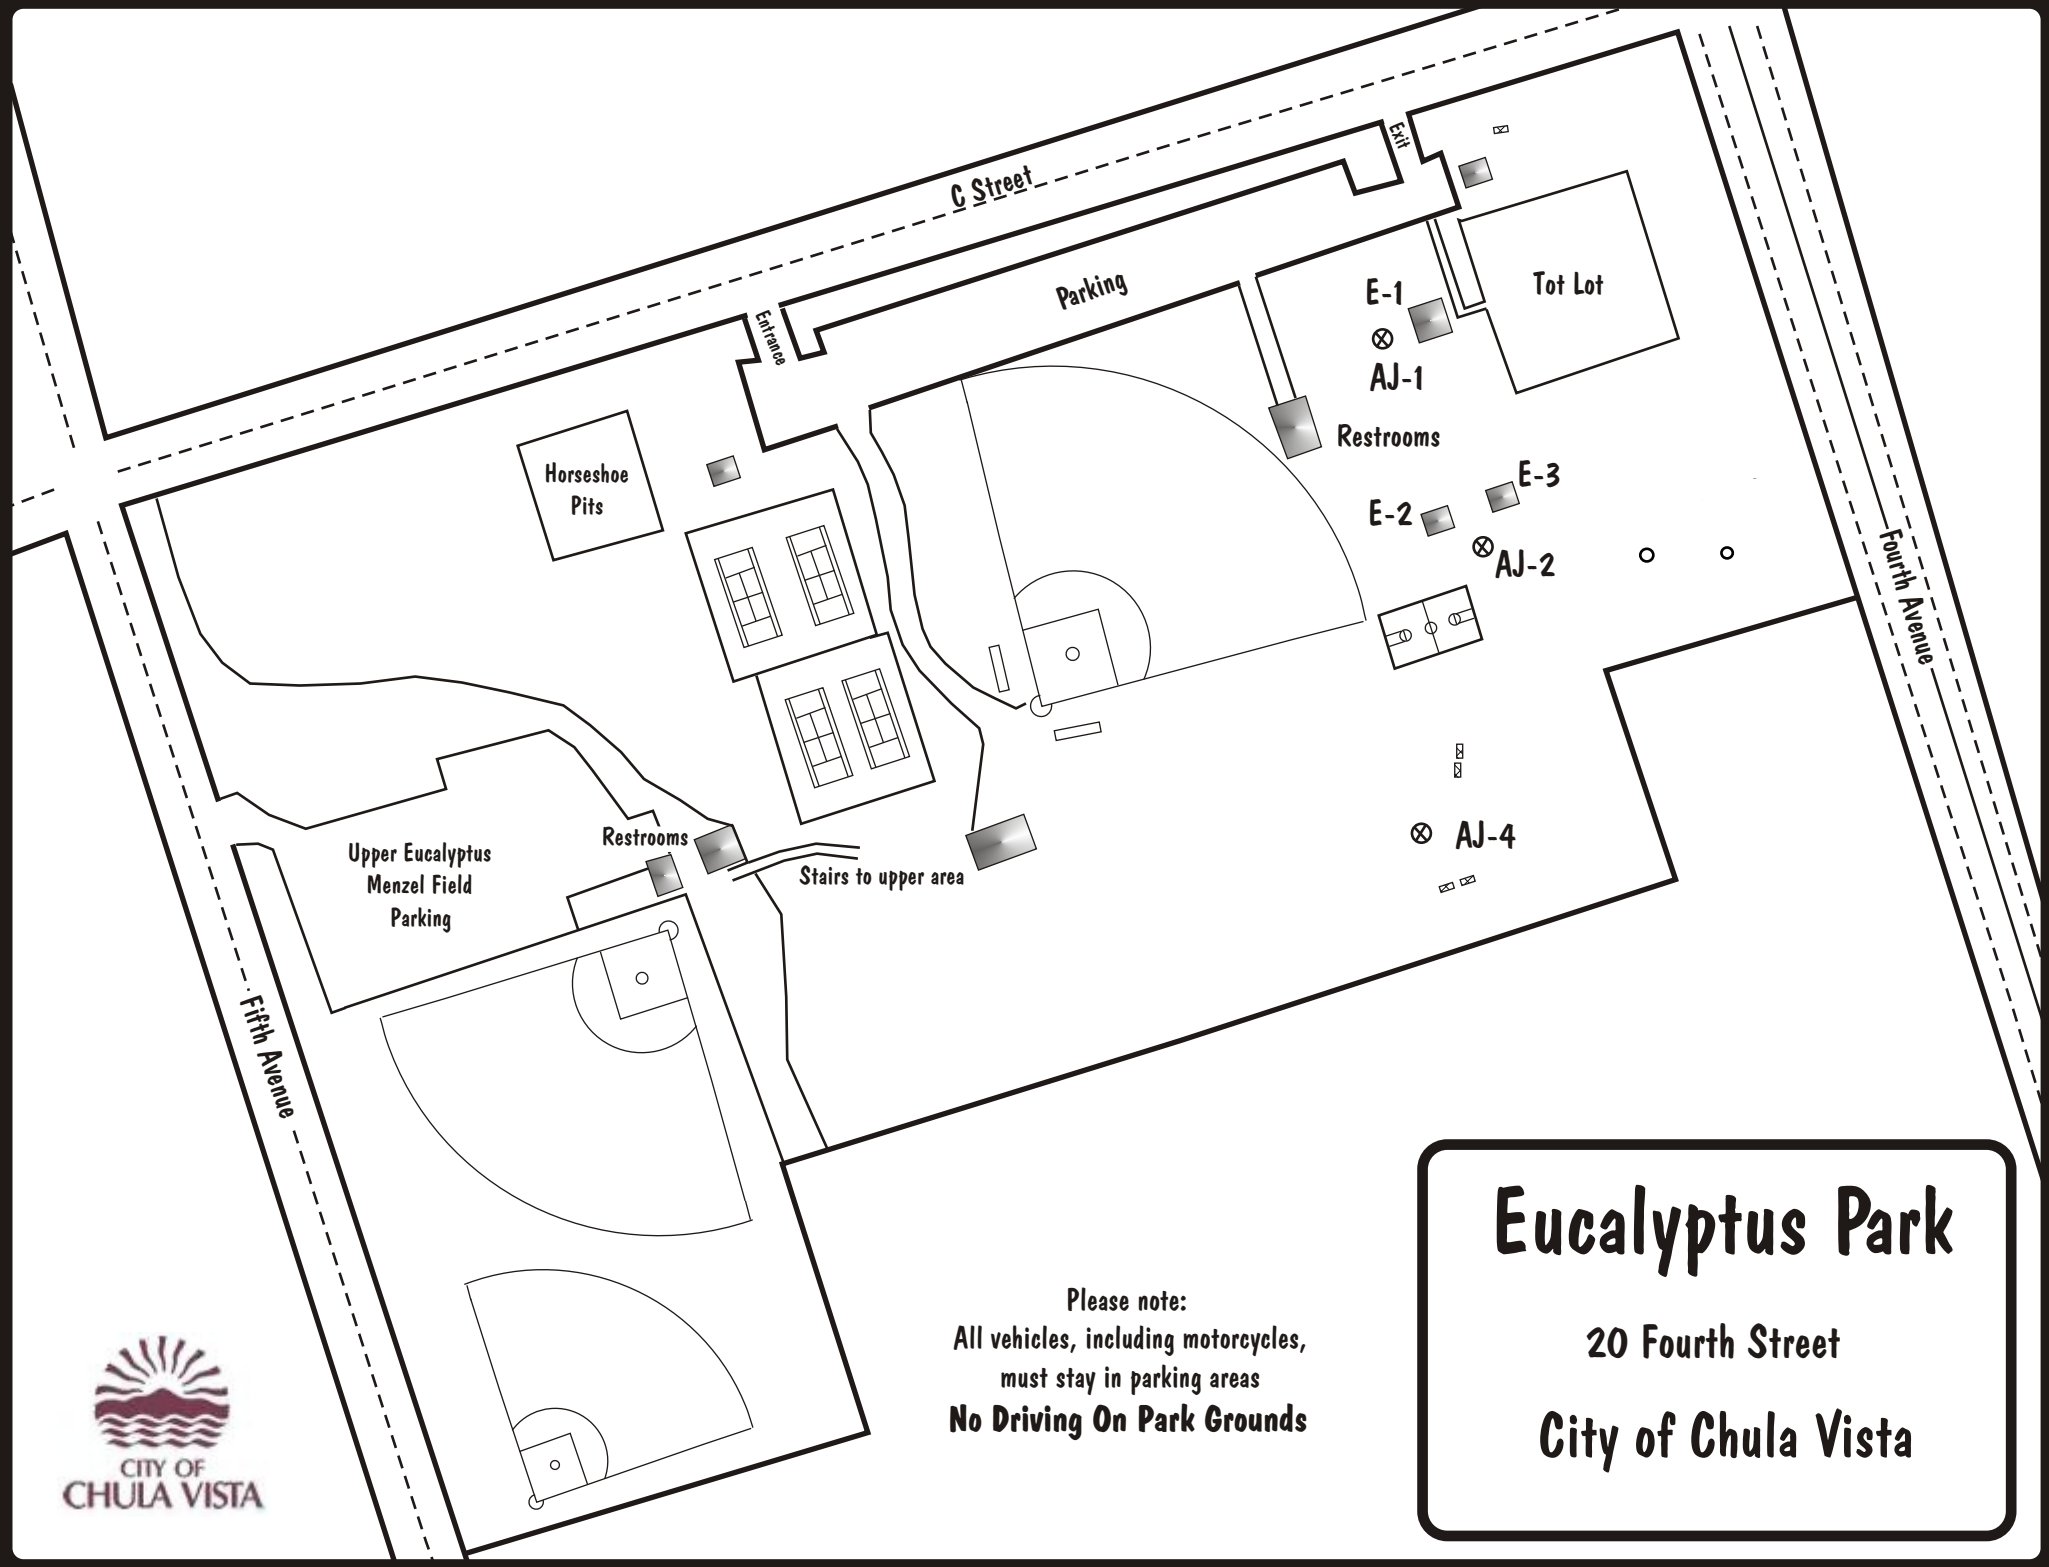 C Street
Exit
Parking
Entrance
Tot Lot
E-1
AJ-1
Restrooms
Horseshoe
Pits
E-3
E-2
AJ-2
Fourth Avenue
AJ-4
Restrooms
Stairs to upper area
Upper Eucalyptus
Menzel Field
Parking
Fifth Avenue
Please note:
All vehicles, including motorcycles,
must stay in parking areas
No Driving On Park Grounds
Eucalyptus Park
20 Fourth Street
City of Chula Vista
CITY OF
CHULA VISTA